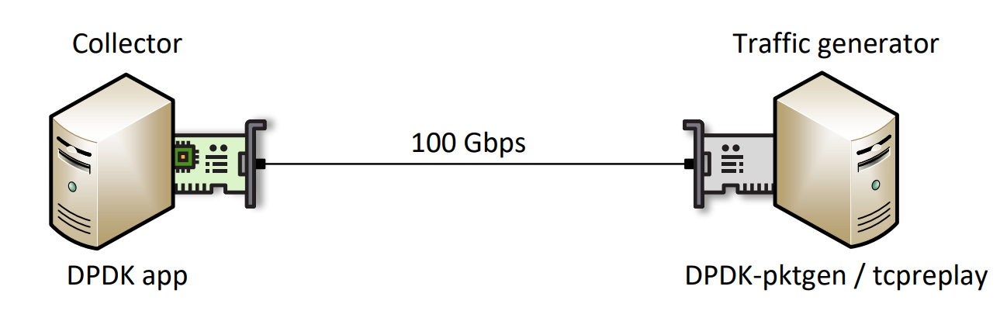 Collector
Traffic generator
100 Gbps
DPDK app
DPDK-pktgen / tcpreplay